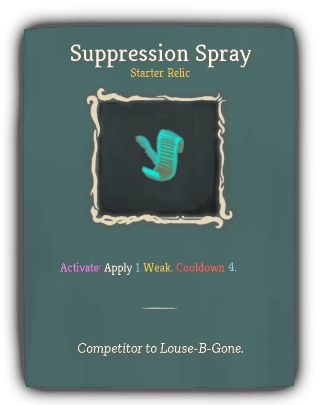 Suppression Spray
Starter Relic
Activate: Apply 1 Weak. Cooldown 4.
Competitor to Louse-B-Gone.